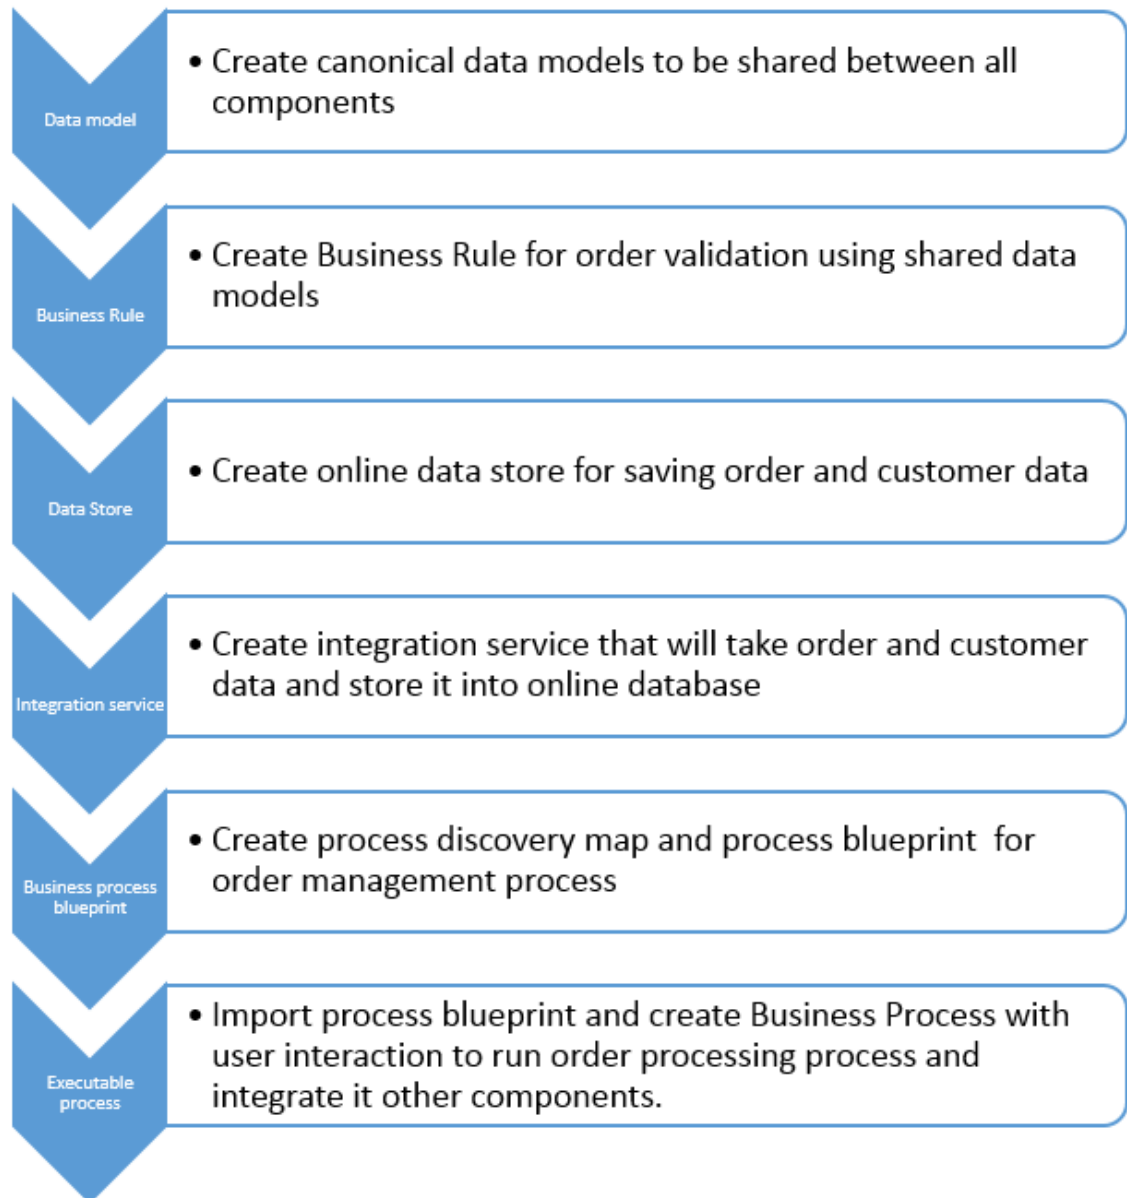 Data model
• Create canonical data models to be shared between all
components
Business Rule
• Create Business Rule for order validation using shared data
models
Data Store
• Create online data store for saving order and customer data
Integration service
• Create integration service that will take order and customer
data and store it into online database
Business process
blueprint
• Create process discovery map and process blueprint  for
order management process
Executable
process
• Import process blueprint and create Business Process with
user interaction to run order processing process and
integrate it other components.